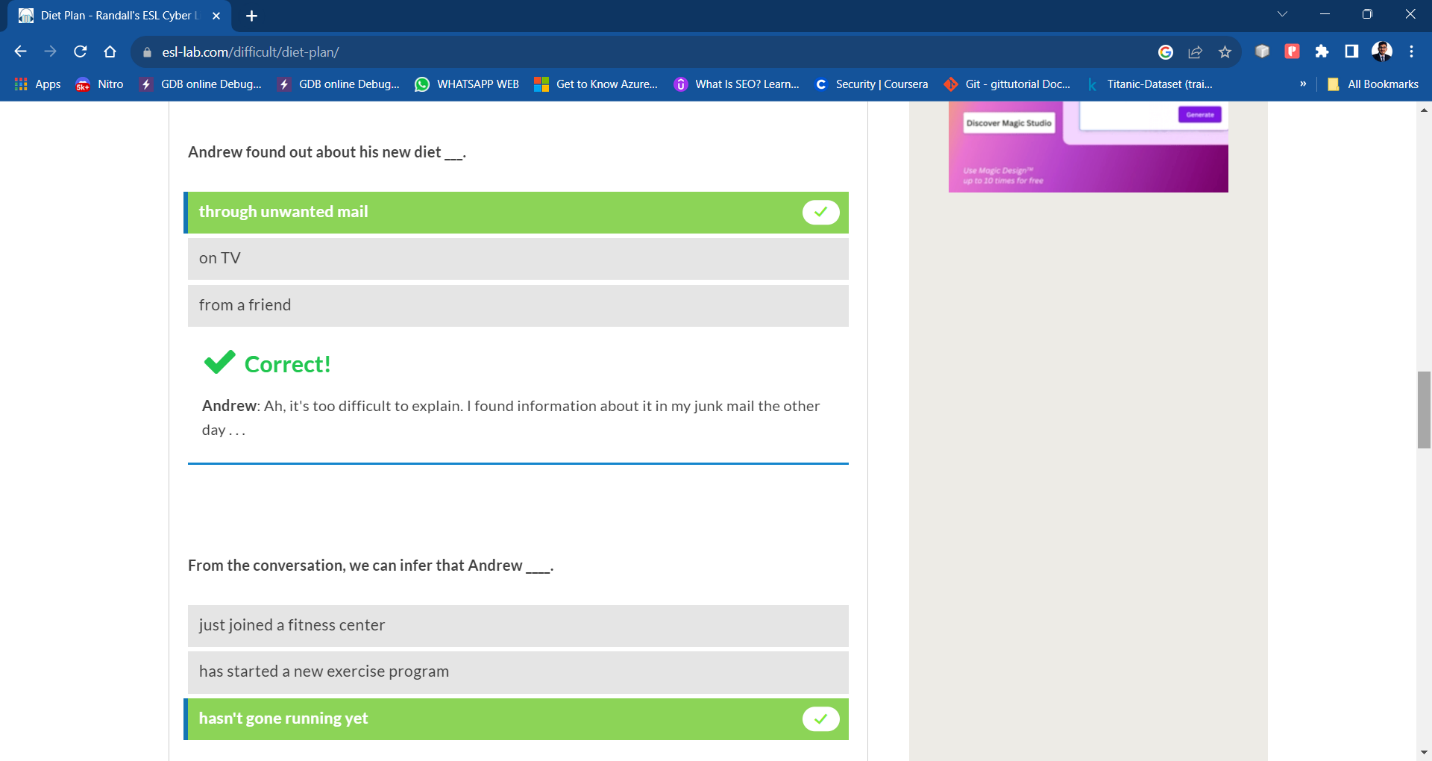 Diet Plan - Randall's ESL Cyber L
esl-lab.com/difficult/diet-plan/
Apps
5k+
Nitro
GDB online Debug...
GDB online Debug...
WHATSAPP WEB
Get to Know Azure...
What Is SEO? Learn...
Security | Coursera
Git - gittutorial Doc...
Titanic-Dataset (trai...
»
All Bookmarks
Andrew found out about his new diet ___.
through unwanted mail
on TV
from a friend
Correct!
Andrew: Ah, it's too difficult to explain. I found information about it in my junk mail the other
day . . .
From the conversation, we can infer that Andrew ____.
just joined a fitness center
has started a new exercise program
hasn't gone running yet
Generate
Discover Magic Studio
Use Magic Design™
up to 10 times for free